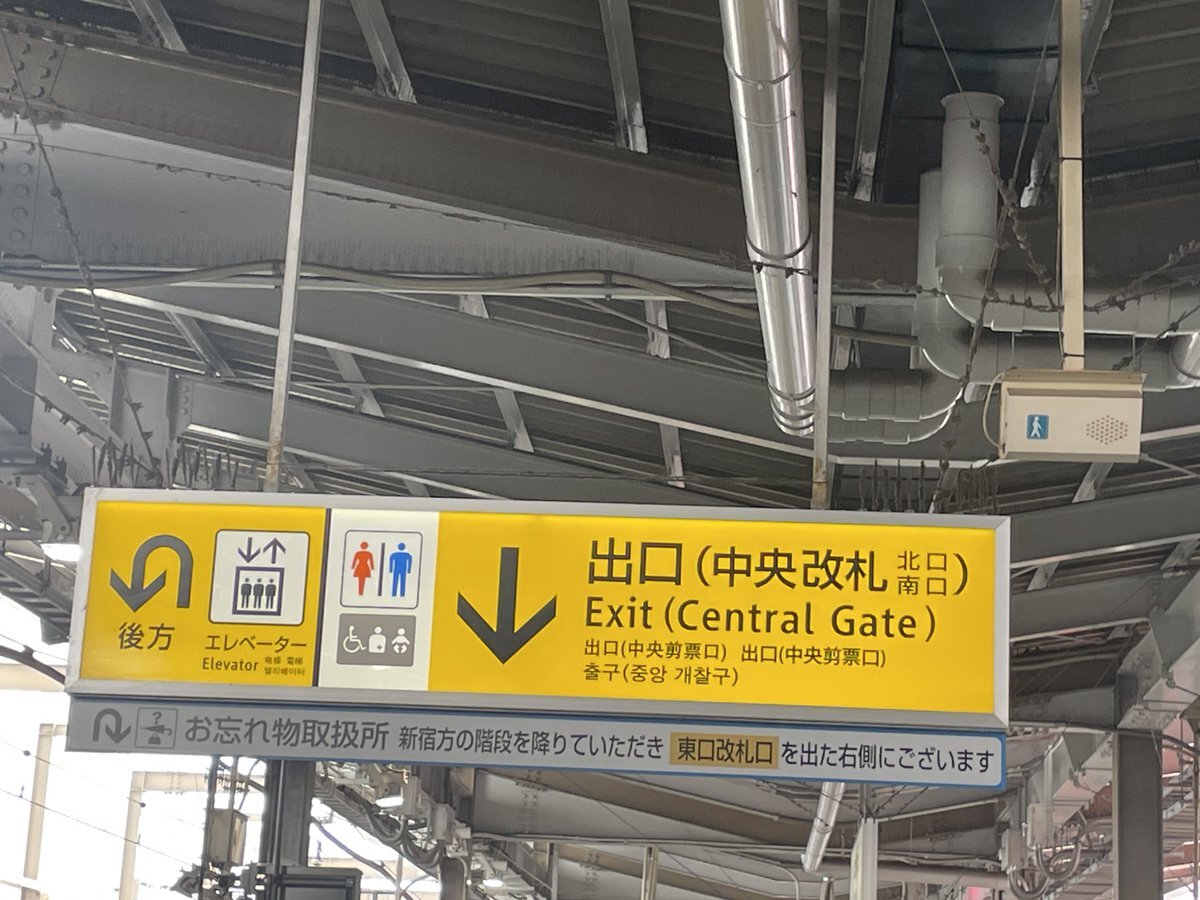 後方
エレベーター
Elevator 电梯 電梯
엘리베이터
出口(中央改札 北口
南口)
Exit (Central Gate)
出口(中央剪票口) 出口(中央剪票口)
출구(중앙 개찰구)
? お忘れ物取扱所 新宿方の階段を降りていただき 東口改札口 を出た右側にございます